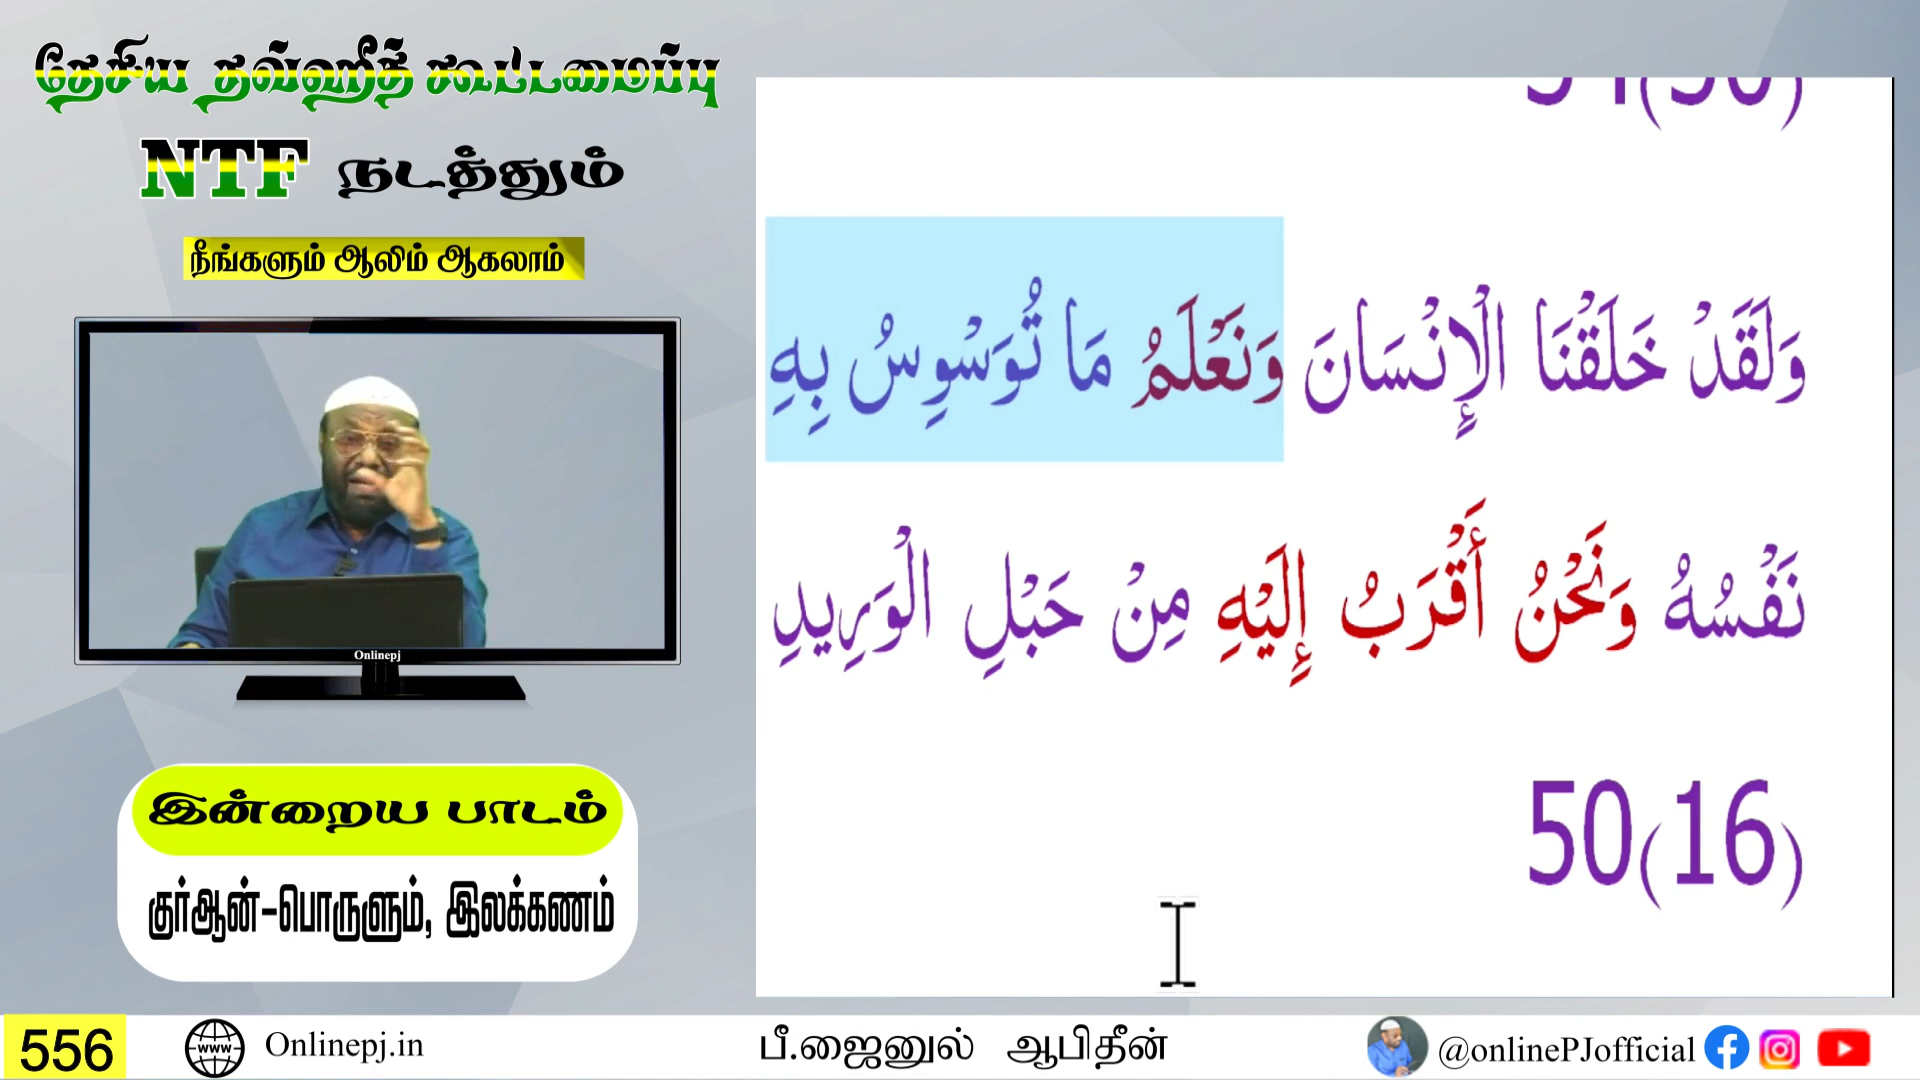 தேசிய தவ்ஹீத் கூட்டமைப்பு
NTF நடத்தும்
நீங்களும் ஆலிம் ஆகலாம்
Onlinepj
இன்றைய பாடம்
குர்ஆன்-பொருளும், இலக்கணம்
وَلَقَدْ خَلَقْنَا الْإِنْسَانَ وَنَعْلَمُ مَا تُوَسْوِسُ بِهِ
نَفْسُهُ وَنَحْنُ أَقْرَبُ إِلَيْهِ مِنْ حَبْلِ الْوَرِيدِ
50(16)
556
www
Onlinepj.in
பீ.ஜைனுல் ஆபிதீன்
@onlinePJofficial